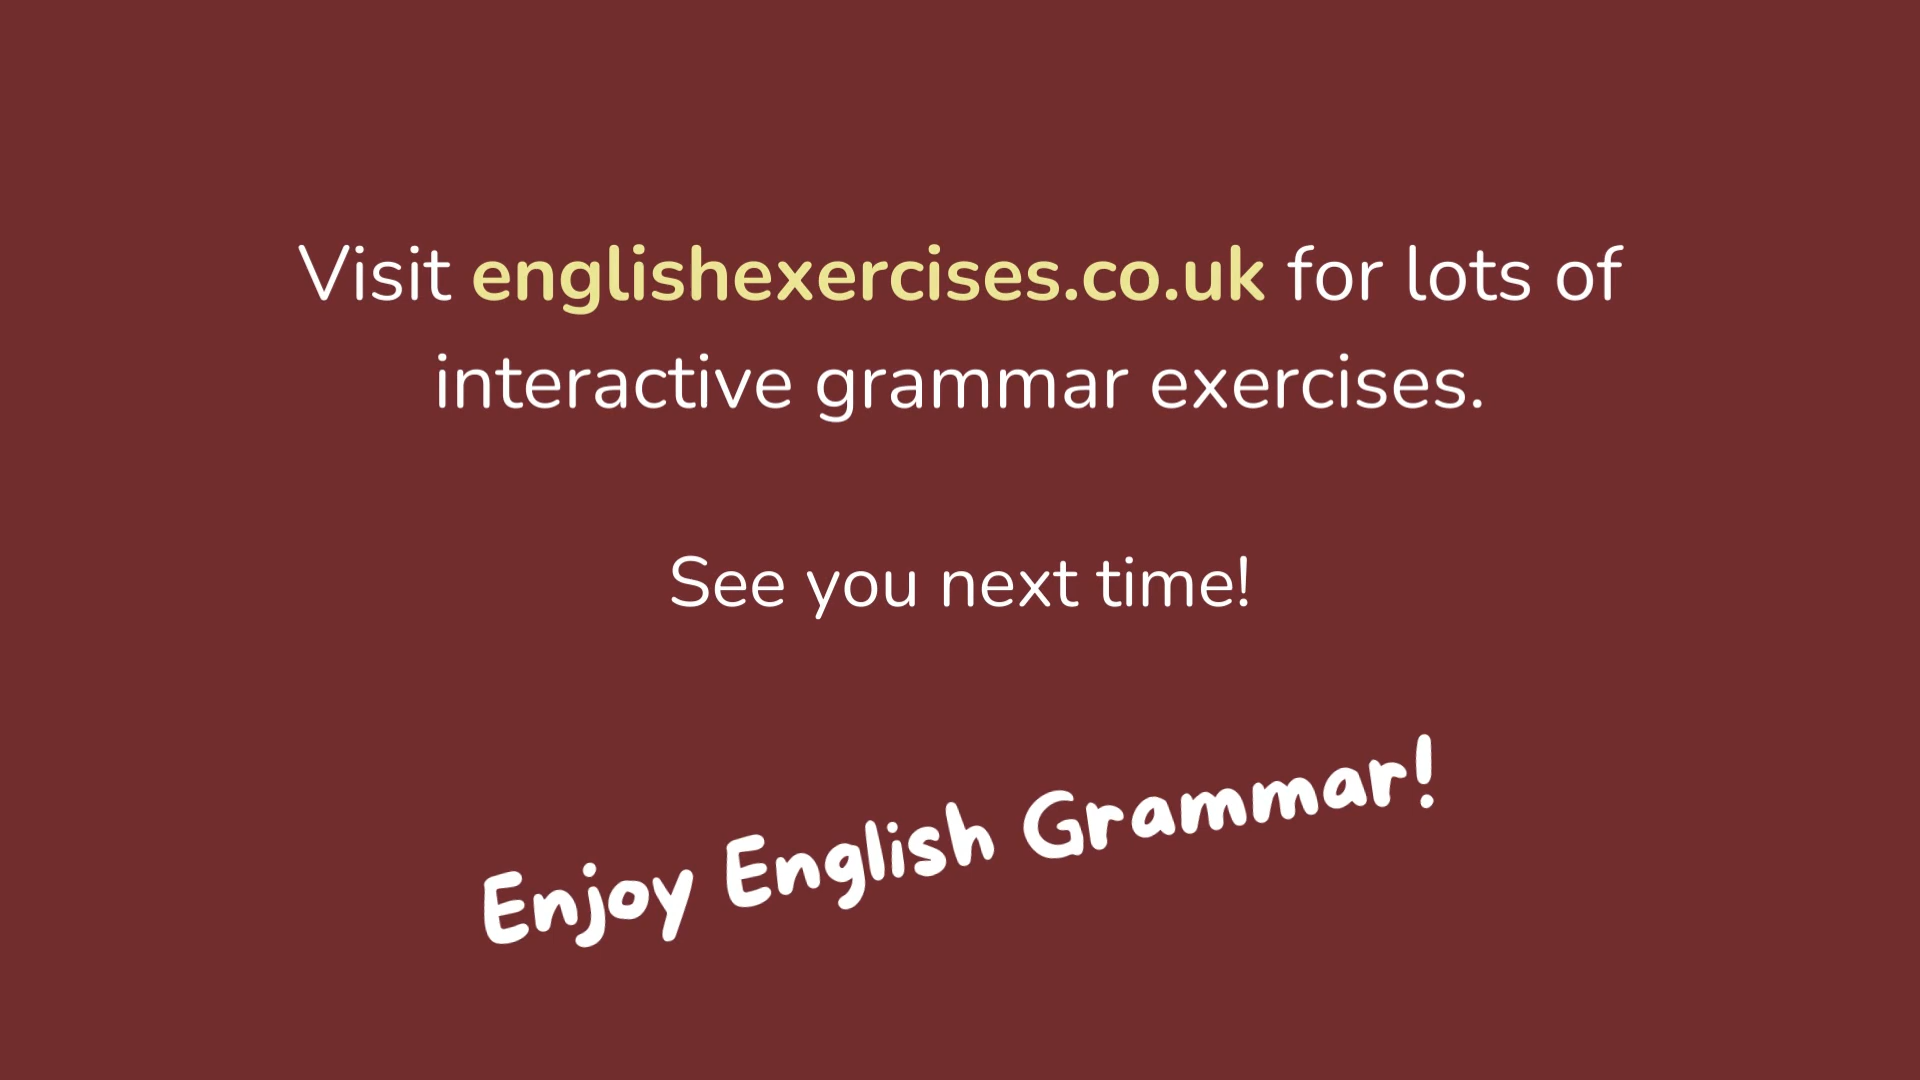 Visit englishexercises.co.uk for lots of
interactive grammar exercises.
See you next time!
Enjoy English Grammar!